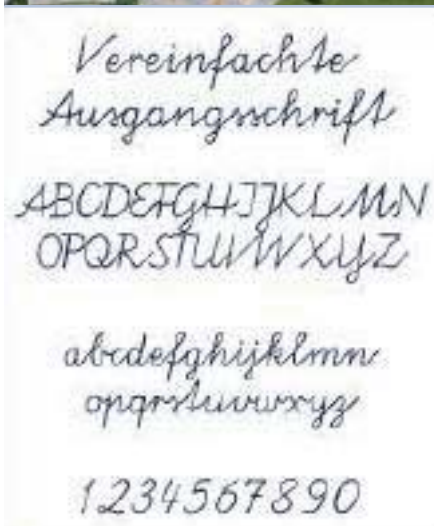 Vereinfachte
Ausgangsschrift
ABCDEFGHIJKLMN
OPQRSTUVWXYZ
abcdefghijklmn
opqrstuvwxyz
1234567890